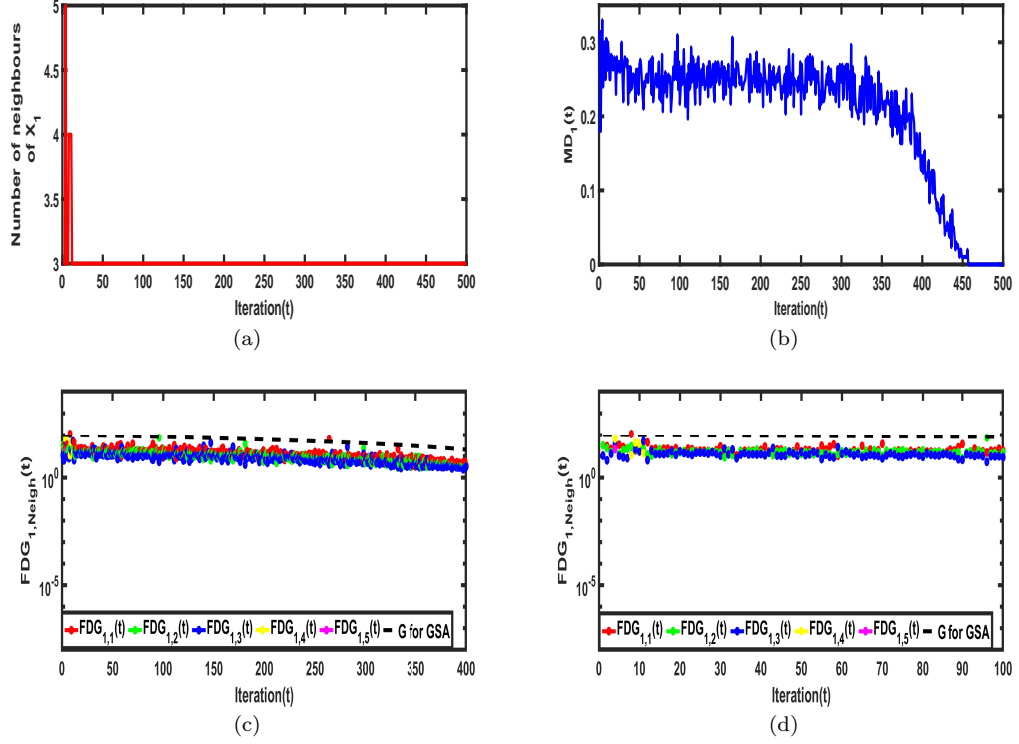 5
4.5
4
3.5
3
Number of neighbours
of X1
0 50 100 150 200 250 300 350 400 450 500
Iteration(t)
(a)
0.3
0.2
0.1
0
MD1(t)
0 50 100 150 200 250 300 350 400 450 500
Iteration(t)
(b)
10^0
10^-5
FDG1,Neigh(t)
FDG1,1(t) FDG1,2(t) FDG1,3(t) FDG1,4(t) FDG1,5(t) G for GSA
0 50 100 150 200 250 300 350 400
Iteration(t)
(c)
10^0
10^-5
FDG1,Neigh(t)
FDG1,1(t) FDG1,2(t) FDG1,3(t) FDG1,4(t) FDG1,5(t) G for GSA
0 10 20 30 40 50 60 70 80 90 100
Iteration(t)
(d)